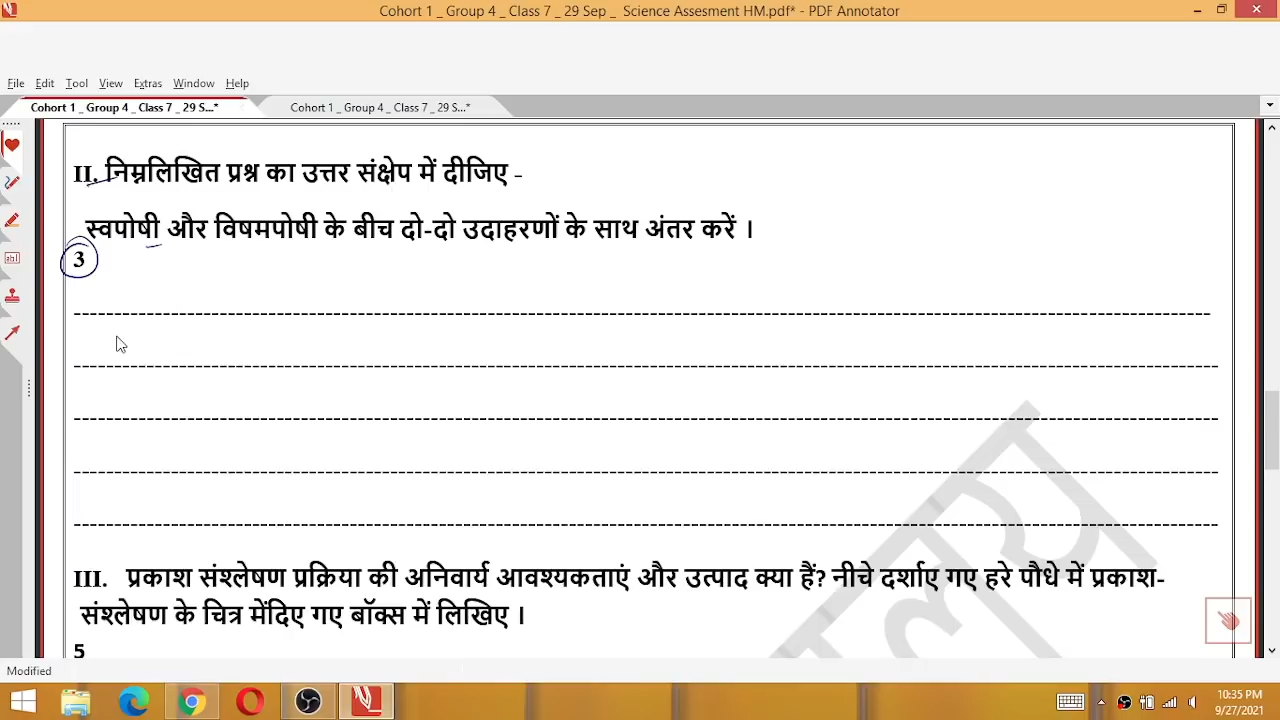 Cohort 1 _ Group 4 _ Class 7 _ 29 Sep _ Science Assesment HM.pdf* - PDF Annotator
File Edit Tool View Extras Window Help
Cohort 1 _ Group 4 _ Class 7 _ 29 S...* Cohort 1 _ Group 4 _ Class 7 _ 29 S...*
II. निम्नलिखित प्रश्न का उत्तर संक्षेप में दीजिए -
स्वपोषी और विषमपोषी के बीच दो-दो उदाहरणों के साथ अंतर करें ।
3
III. प्रकाश संश्लेषण प्रक्रिया की अनिवार्य आवश्यकताएं और उत्पाद क्या हैं? नीचे दर्शाए गए हरे पौधे में प्रकाश-
संश्लेषण के चित्र मेंदिए गए बॉक्स में लिखिए ।
5
Modified
10:35 PM
9/27/2021